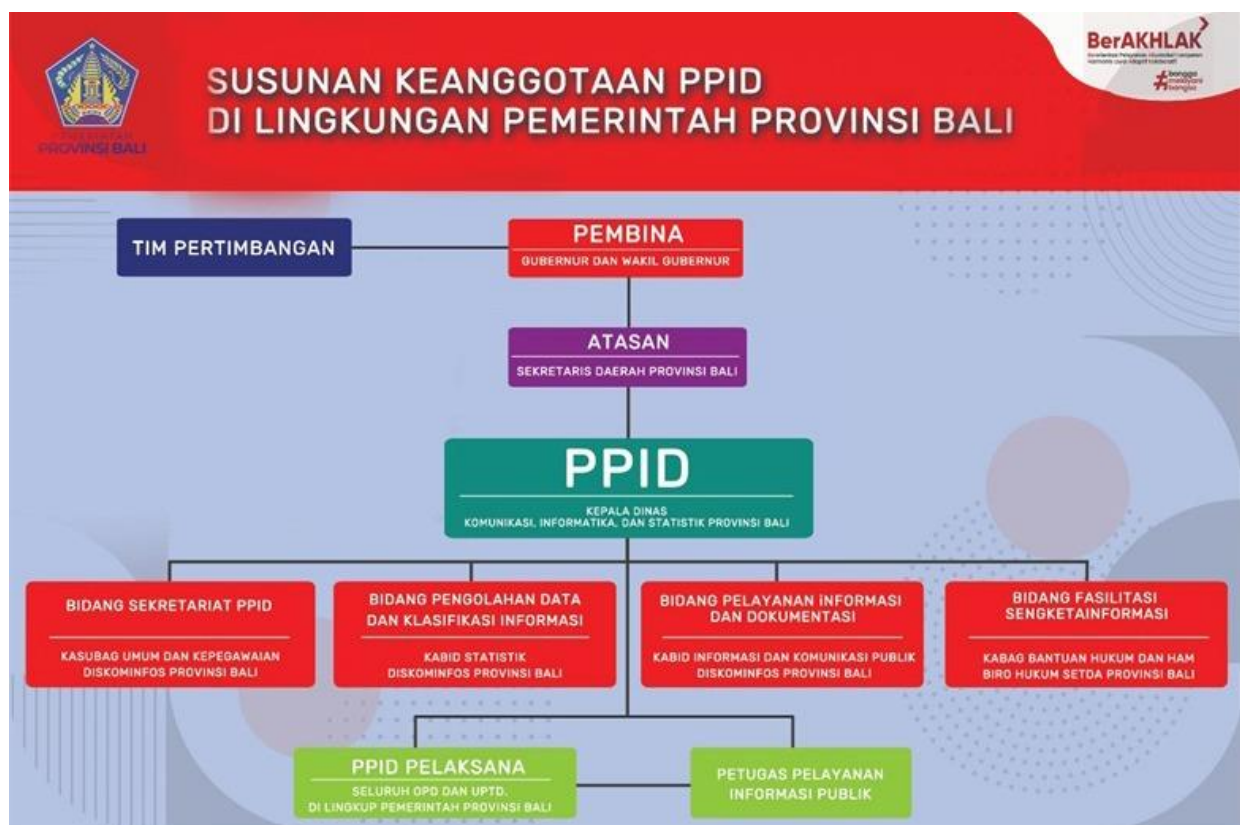 SUSUNAN KEANGGOTAAN PPID
DI LINGKUNGAN PEMERINTAH PROVINSI BALI
PEMERINTAH
PROVINSI BALI
BerAKHLAK
#bangga
melayani
bangsa
TIM PERTIMBANGAN
PEMBINA
GUBERNUR DAN WAKIL GUBERNUR
ATASAN
SEKRETARIS DAERAH PROVINSI BALI
PPID
KEPALA DINAS
KOMUNIKASI, INFORMATIKA, DAN STATISTIK PROVINSI BALI
BIDANG SEKRETARIAT PPID
KASUBAG UMUM DAN KEPEGAWAIAN
DISKOMINFOS PROVINSI BALI
BIDANG PENGOLAHAN DATA
DAN KLASIFIKASI INFORMASI
KABID STATISTIK
DISKOMINFOS PROVINSI BALI
BIDANG PELAYANAN iNFORMASI
DAN DOKUMENTASI
KABID INFORMASI DAN KOMUNIKASI PUBLIK
DISKOMINFOS PROVINSI BALI
BIDANG FASILITASI
SENGKETAINFORMASI
KABAG BANTUAN HUKUM DAN HAM
BIRO HUKUM SETDA PROVINSI BALI
PPID PELAKSANA
SELURUH OPD DAN UPTD.
DI LINGKUP PEMERINTAH PROVINSI BALI
PETUGAS PELAYANAN
INFORMASI PUBLIK